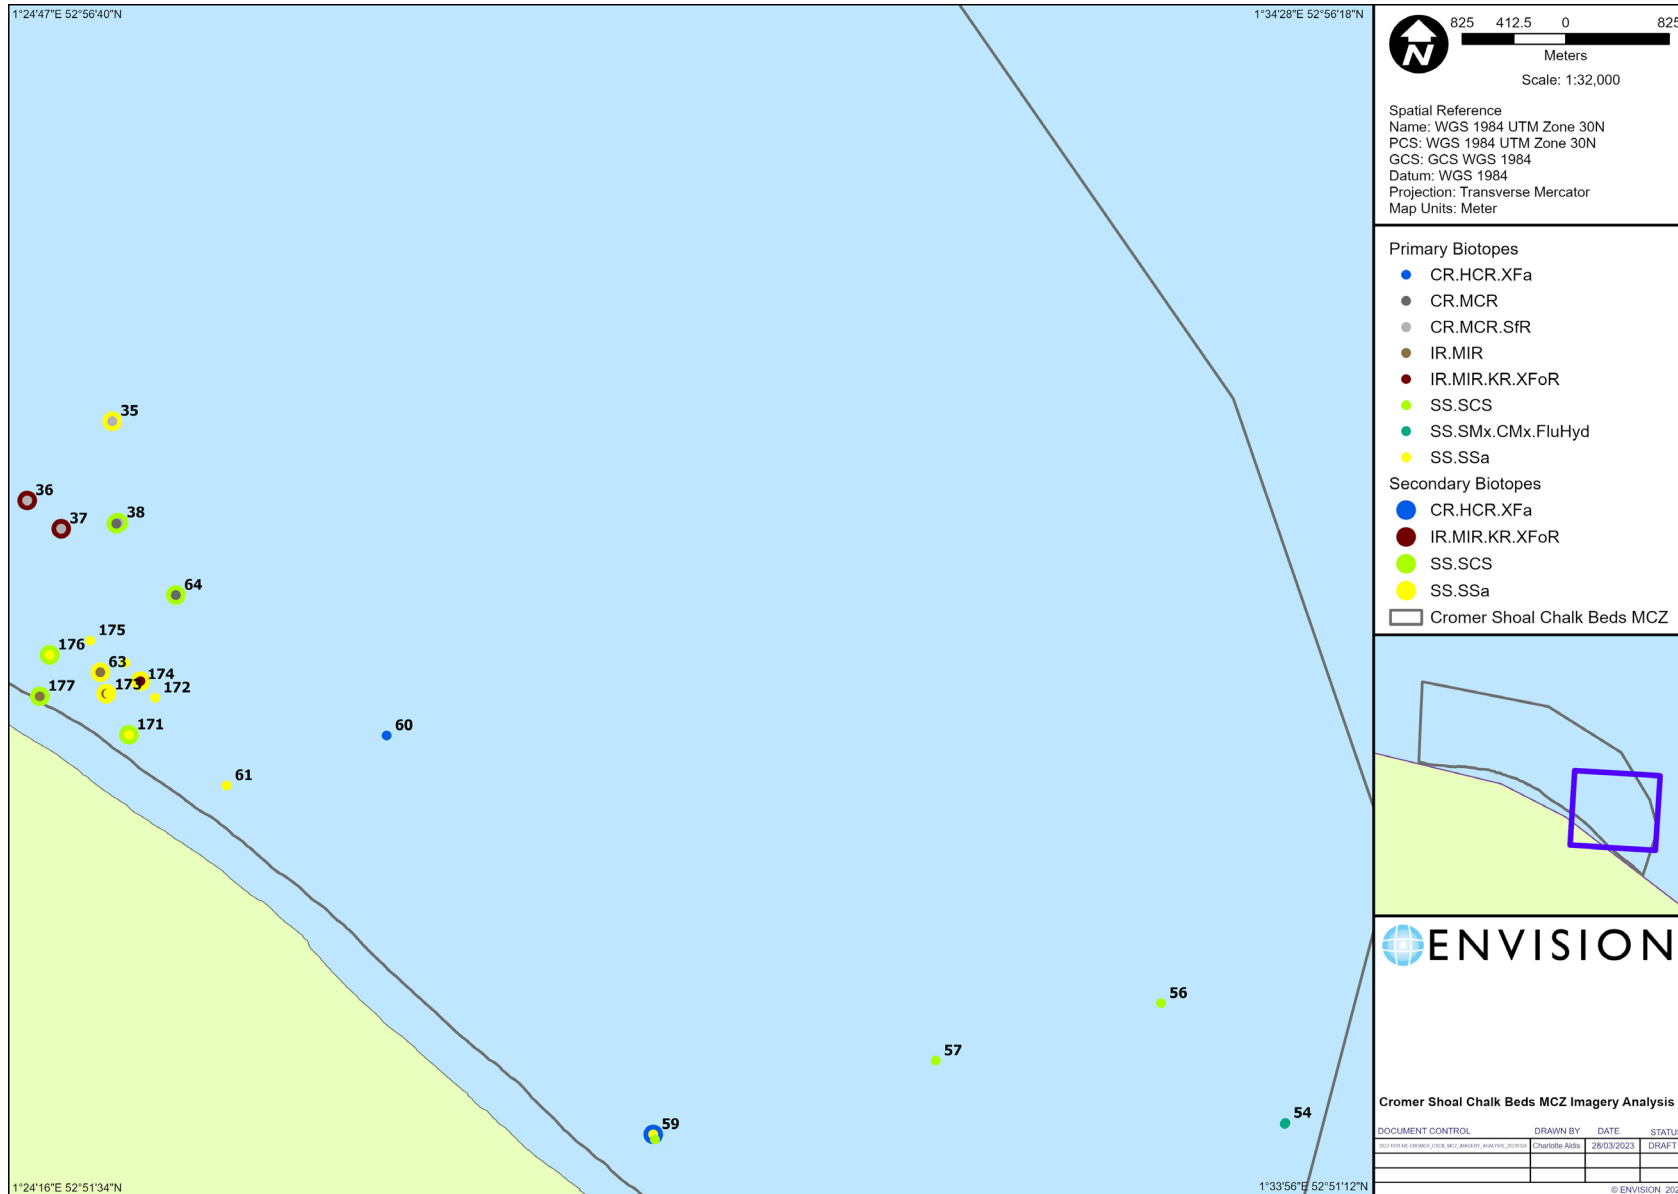 1°24'47"E 52°56'40"N
1°34'28"E 52°56'18"N
35
36
37
38
64
175
176
63
174
177
173
172
171
60
61
56
57
54
59
1°24'16"E 52°51'34"N
1°33'56"E 52°51'12"N
N
825 412.5 0 825
Meters
Scale: 1:32,000
Spatial Reference
Name: WGS 1984 UTM Zone 30N
PCS: WGS 1984 UTM Zone 30N
GCS: GCS WGS 1984
Datum: WGS 1984
Projection: Transverse Mercator
Map Units: Meter
Primary Biotopes
CR.HCR.XFa
CR.MCR
CR.MCR.SfR
IR.MIR
IR.MIR.KR.XFoR
SS.SCS
SS.SMx.CMx.FluHyd
SS.SSa
Secondary Biotopes
CR.HCR.XFa
IR.MIR.KR.XFoR
SS.SCS
SS.SSa
Cromer Shoal Chalk Beds MCZ
ENVISION
Cromer Shoal Chalk Beds MCZ Imagery Analysis
DOCUMENT CONTROL DRAWN BY DATE STATU
Charlotte Aldis 28/03/2023 DRAFT
© ENVISION 202